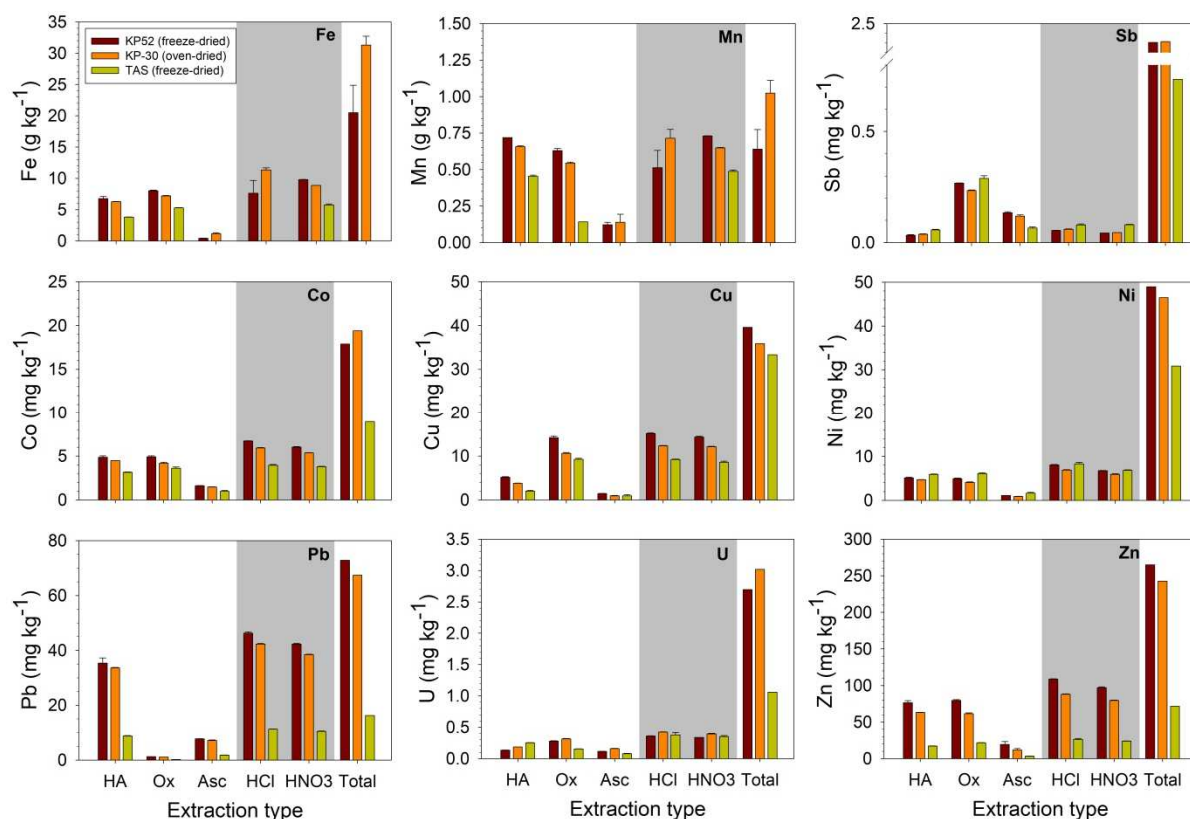 Fe
KP52 (freeze-dried)
KP-30 (oven-dried)
TAS (freeze-dried)
Fe (g kg-1)
35
30
25
20
15
10
5
0
Mn
Mn (g kg-1)
1.50
1.25
1.00
0.75
0.50
0.25
0.00
Sb
Sb (mg kg-1)
2.5
0.5
0.0
Co
Co (mg kg-1)
25
20
15
10
5
0
Cu
Cu (mg kg-1)
50
40
30
20
10
0
Ni
Ni (mg kg-1)
50
40
30
20
10
0
Pb
Pb (mg kg-1)
80
60
40
20
0
HA Ox Asc HCl HNO3 Total
Extraction type
U
U (mg kg-1)
3.5
3.0
2.5
2.0
1.5
1.0
0.5
0.0
HA Ox Asc HCl HNO3 Total
Extraction type
Zn
Zn (mg kg-1)
300
250
200
150
100
50
0
HA Ox Asc HCl HNO3 Total
Extraction type